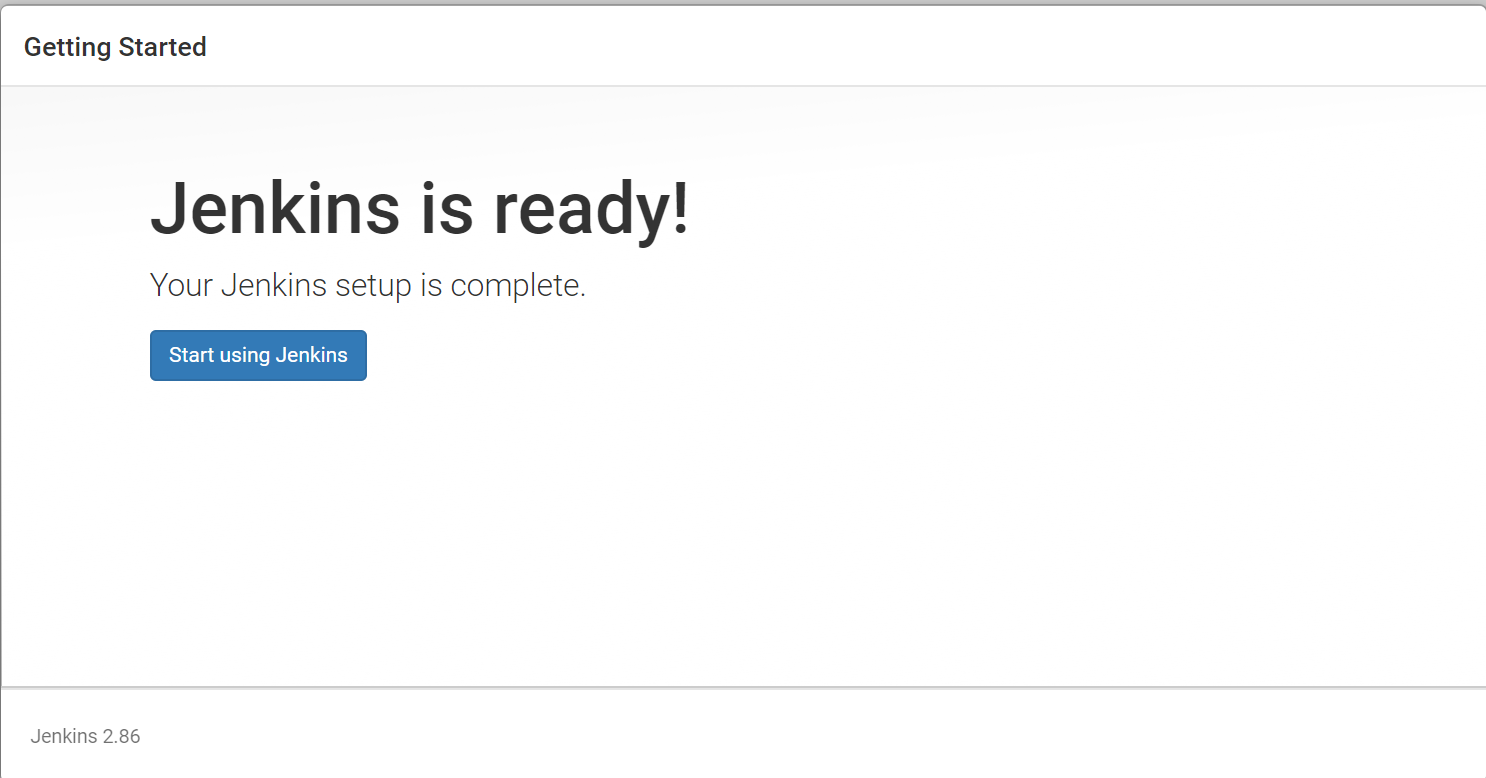 Getting Started
Jenkins is ready!
Your Jenkins setup is complete.
Start using Jenkins
Jenkins 2.86